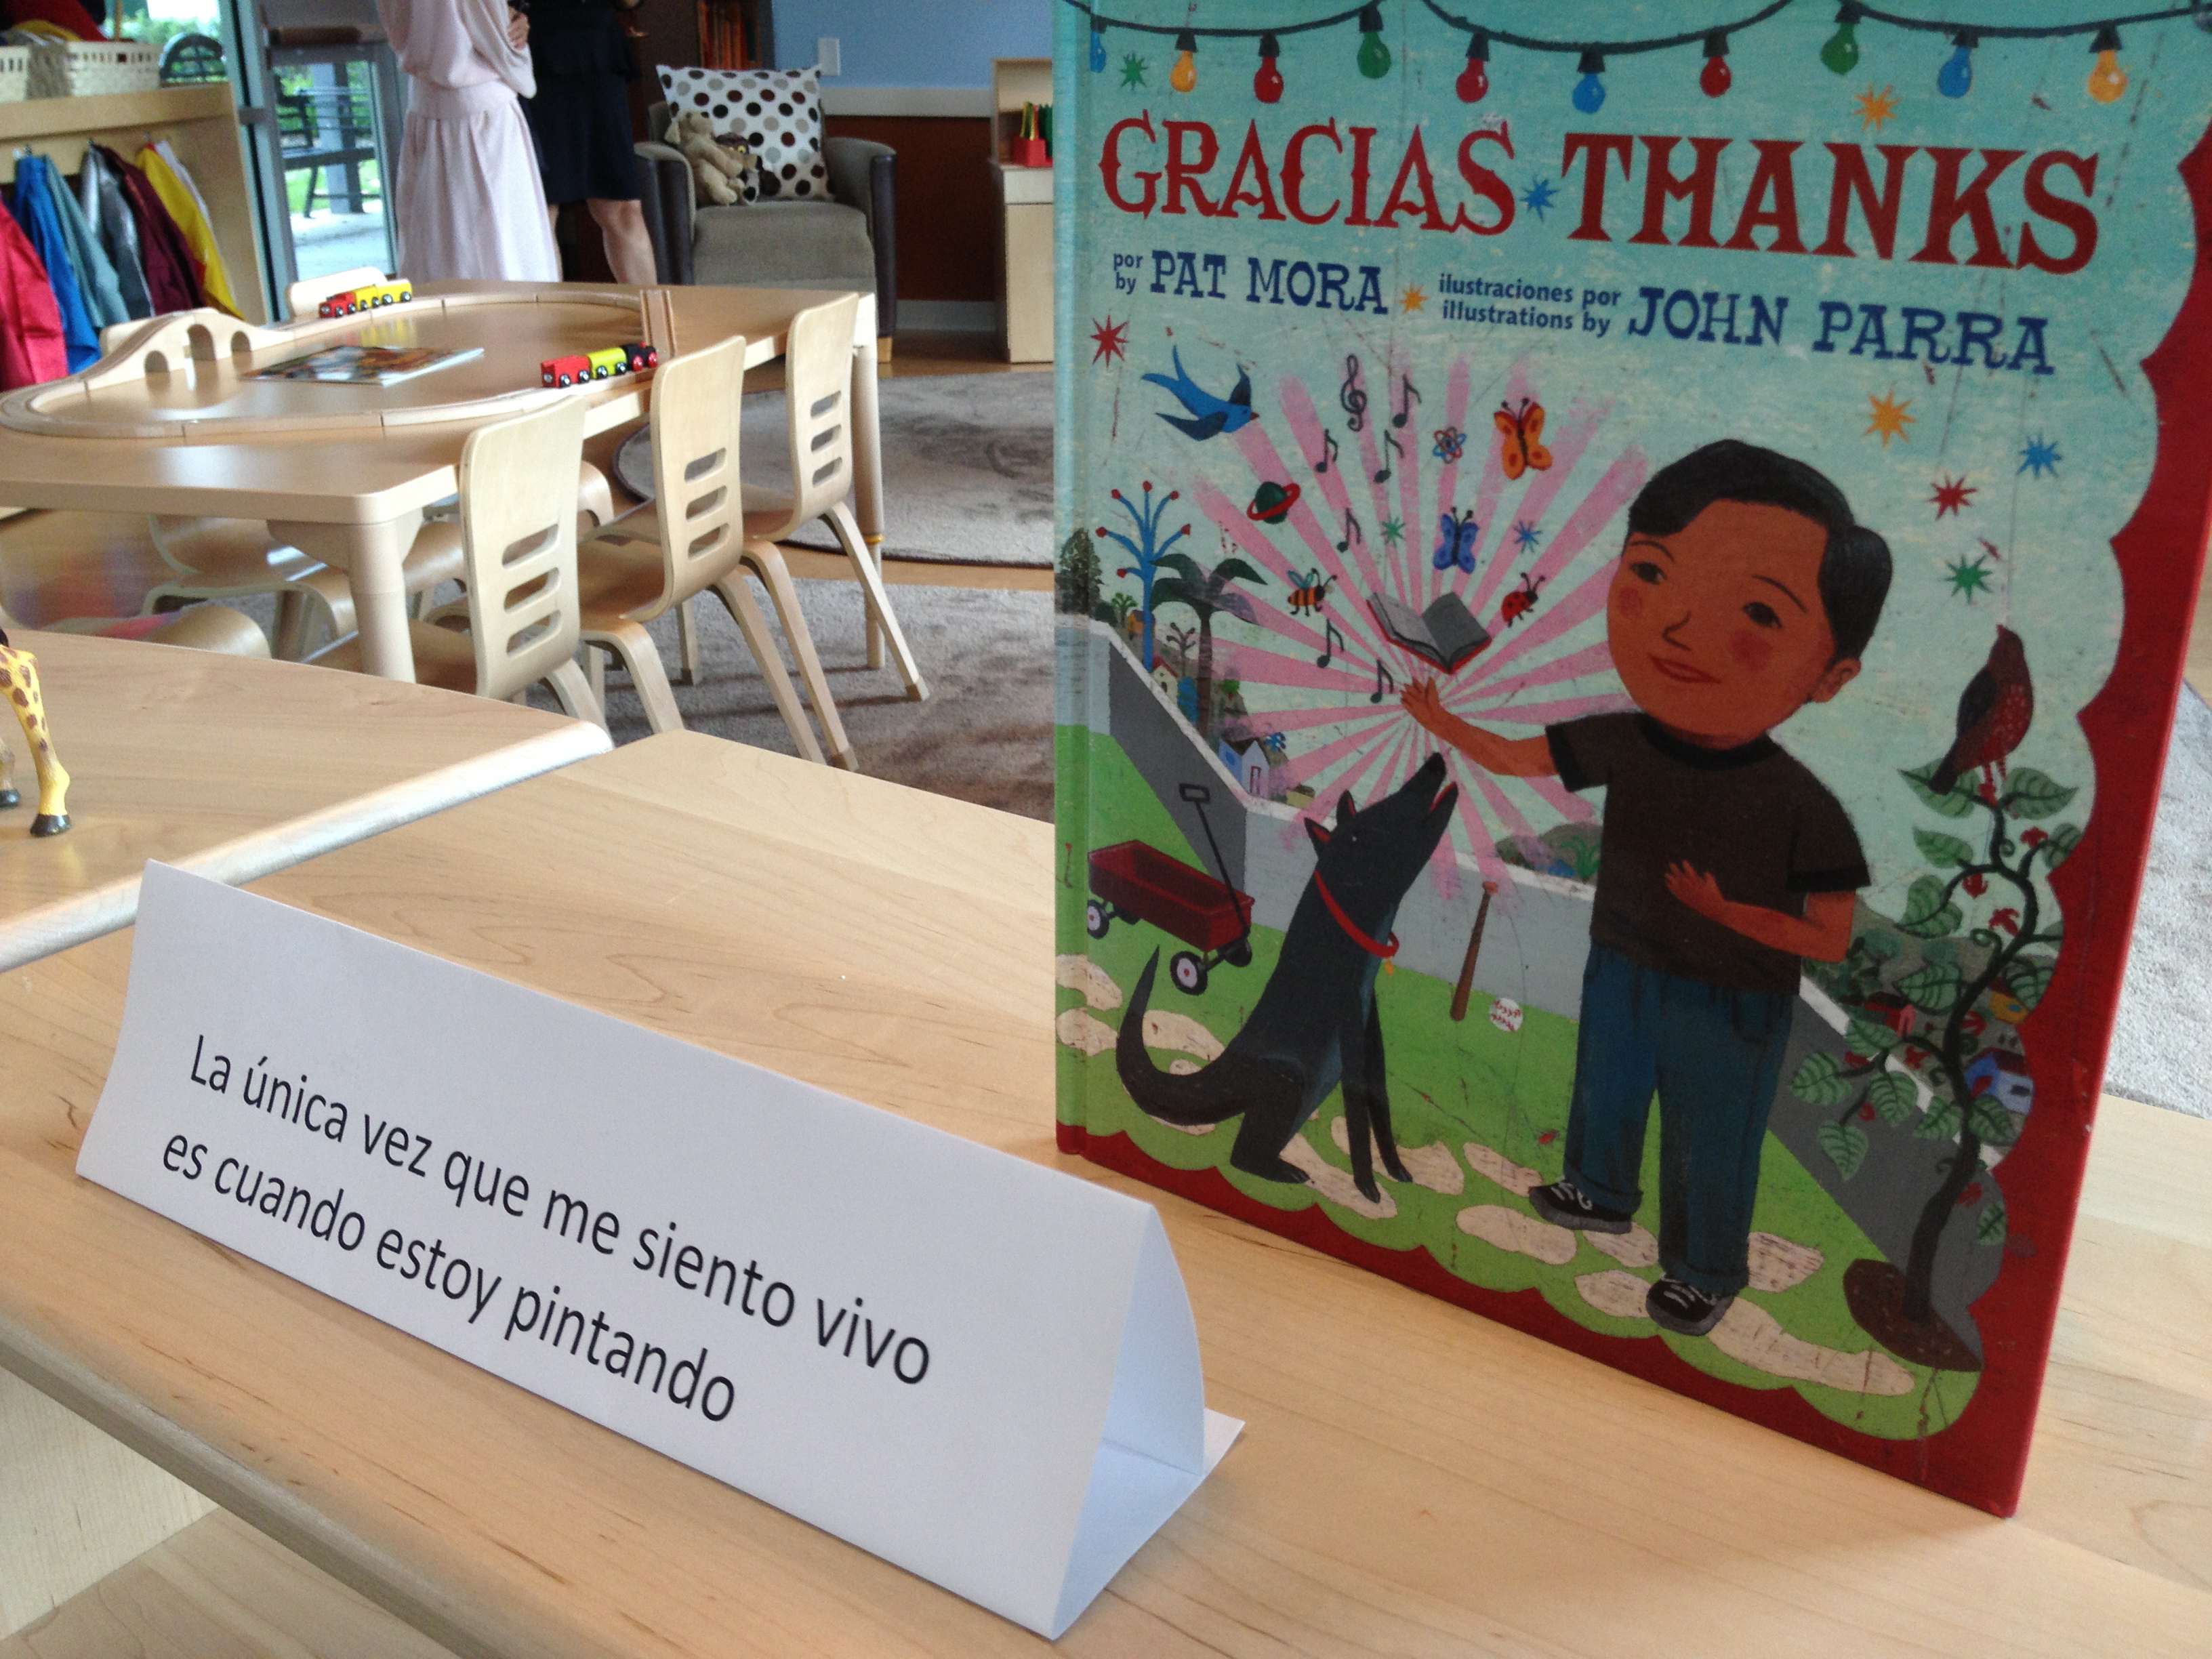 GRACIAS THANKS
por
by
PAT MORA
ilustraciones por
illustrations by
JOHN PARRA
La única vez que me siento vivo
es cuando estoy pintando